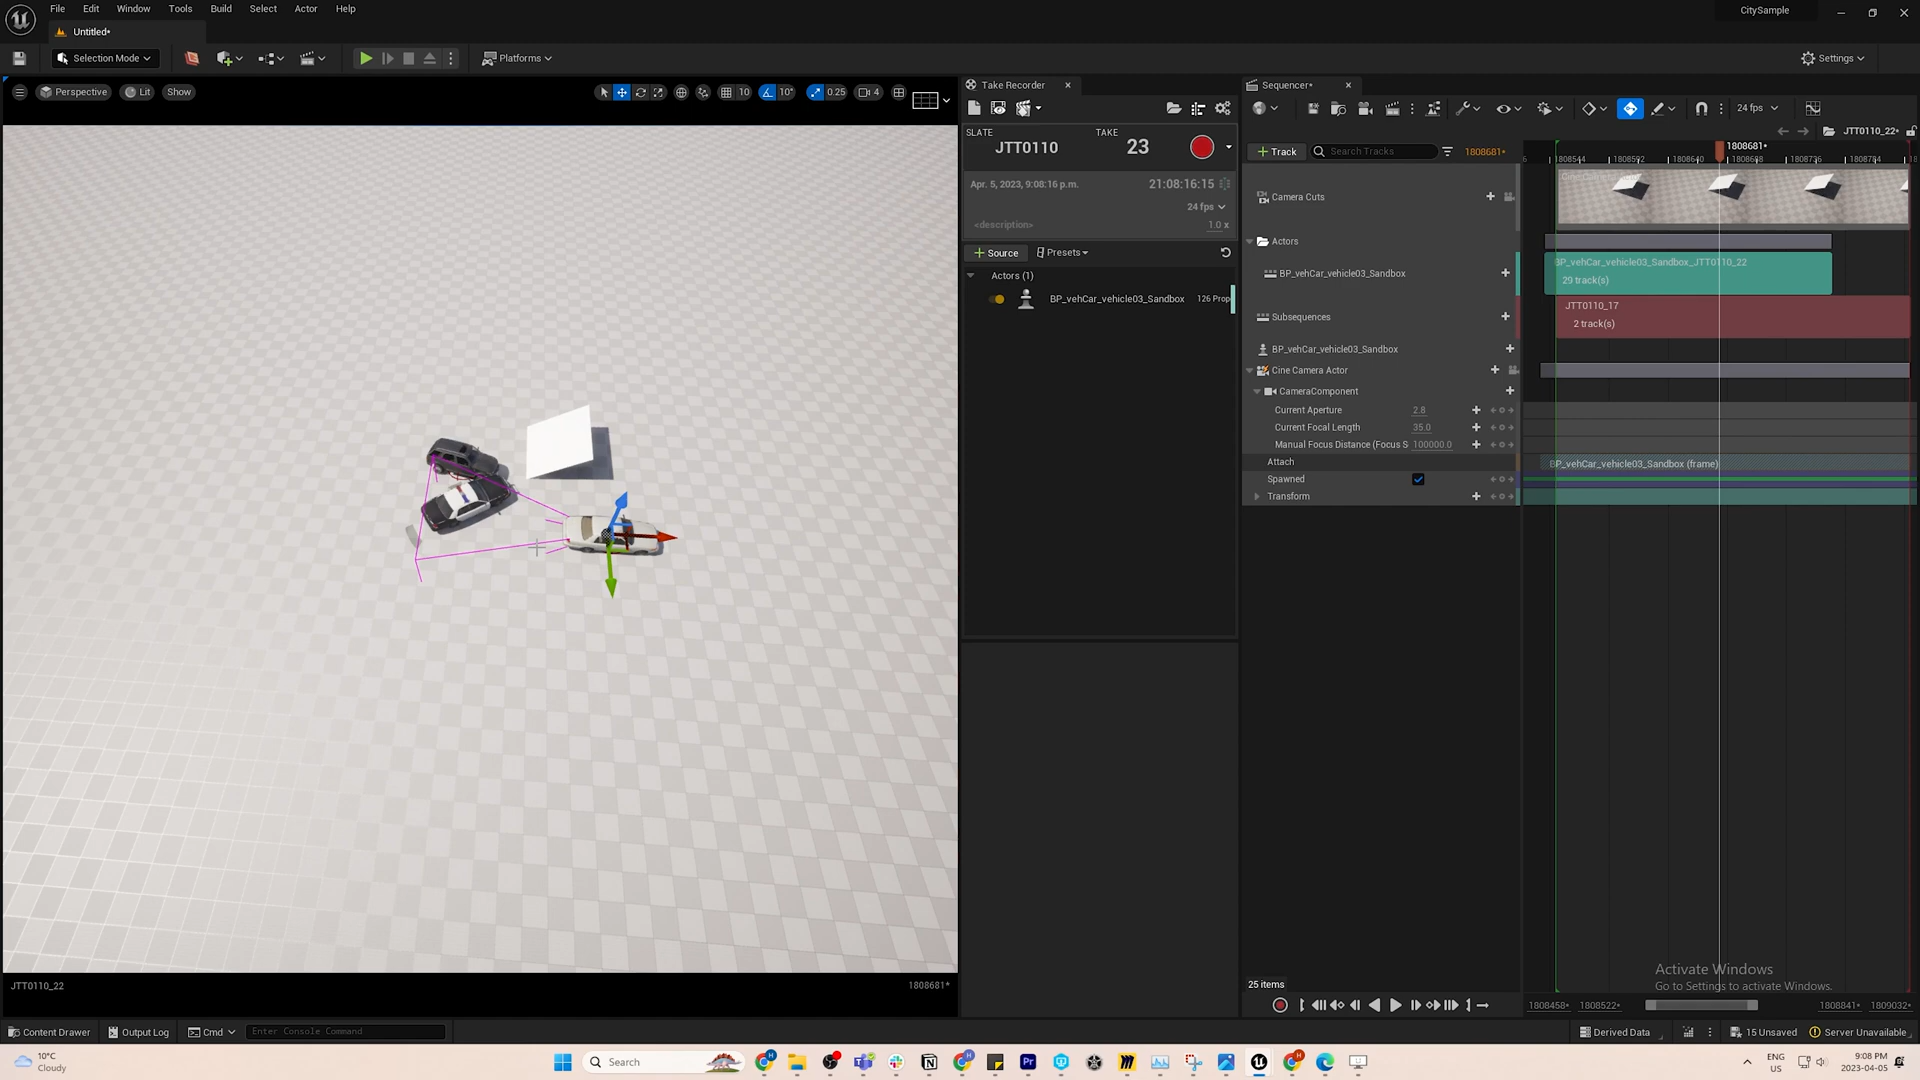 File Edit Window Tools Build Select Actor Help
CitySample
Untitled*
Selection Mode
Platforms
Settings
Perspective Lit Show
10 10° 0.25 4
Take Recorder
SLATE TAKE
JTT0110 23
Apr. 5, 2023, 9:08:16 p.m. 21:08:16:15
24 fps
<description> 1.0 x
Source Presets
Actors (1)
BP_vehCar_vehicle03_Sandbox 126 Prop
Sequencer*
24 fps
JTT0110_22*
Track Search Tracks 1808681*
1808681*
1808544 1808592 1808640 1808688 1808736 1808784
Camera Cuts
Actors
BP_vehCar_vehicle03_Sandbox
BP_vehCar_vehicle03_Sandbox_JTT0110_22
29 track(s)
JTT0110_17
2 track(s)
Subsequences
BP_vehCar_vehicle03_Sandbox
Cine Camera Actor
CameraComponent
Current Aperture 2.8
Current Focal Length 35.0
Manual Focus Distance (Focus S 100000.0
Attach
BP_vehCar_vehicle03_Sandbox (frame)
Spawned
Transform
Activate Windows
Go to Settings to activate Windows.
25 items
JTT0110_22 1808681*
1808458* 1808522* 1808841* 1809032*
Content Drawer Output Log Cmd Enter Console Command
Derived Data 15 Unsaved Server Unavailable
10°C
Cloudy
Search
ENG
US
9:08 PM
2023-04-05